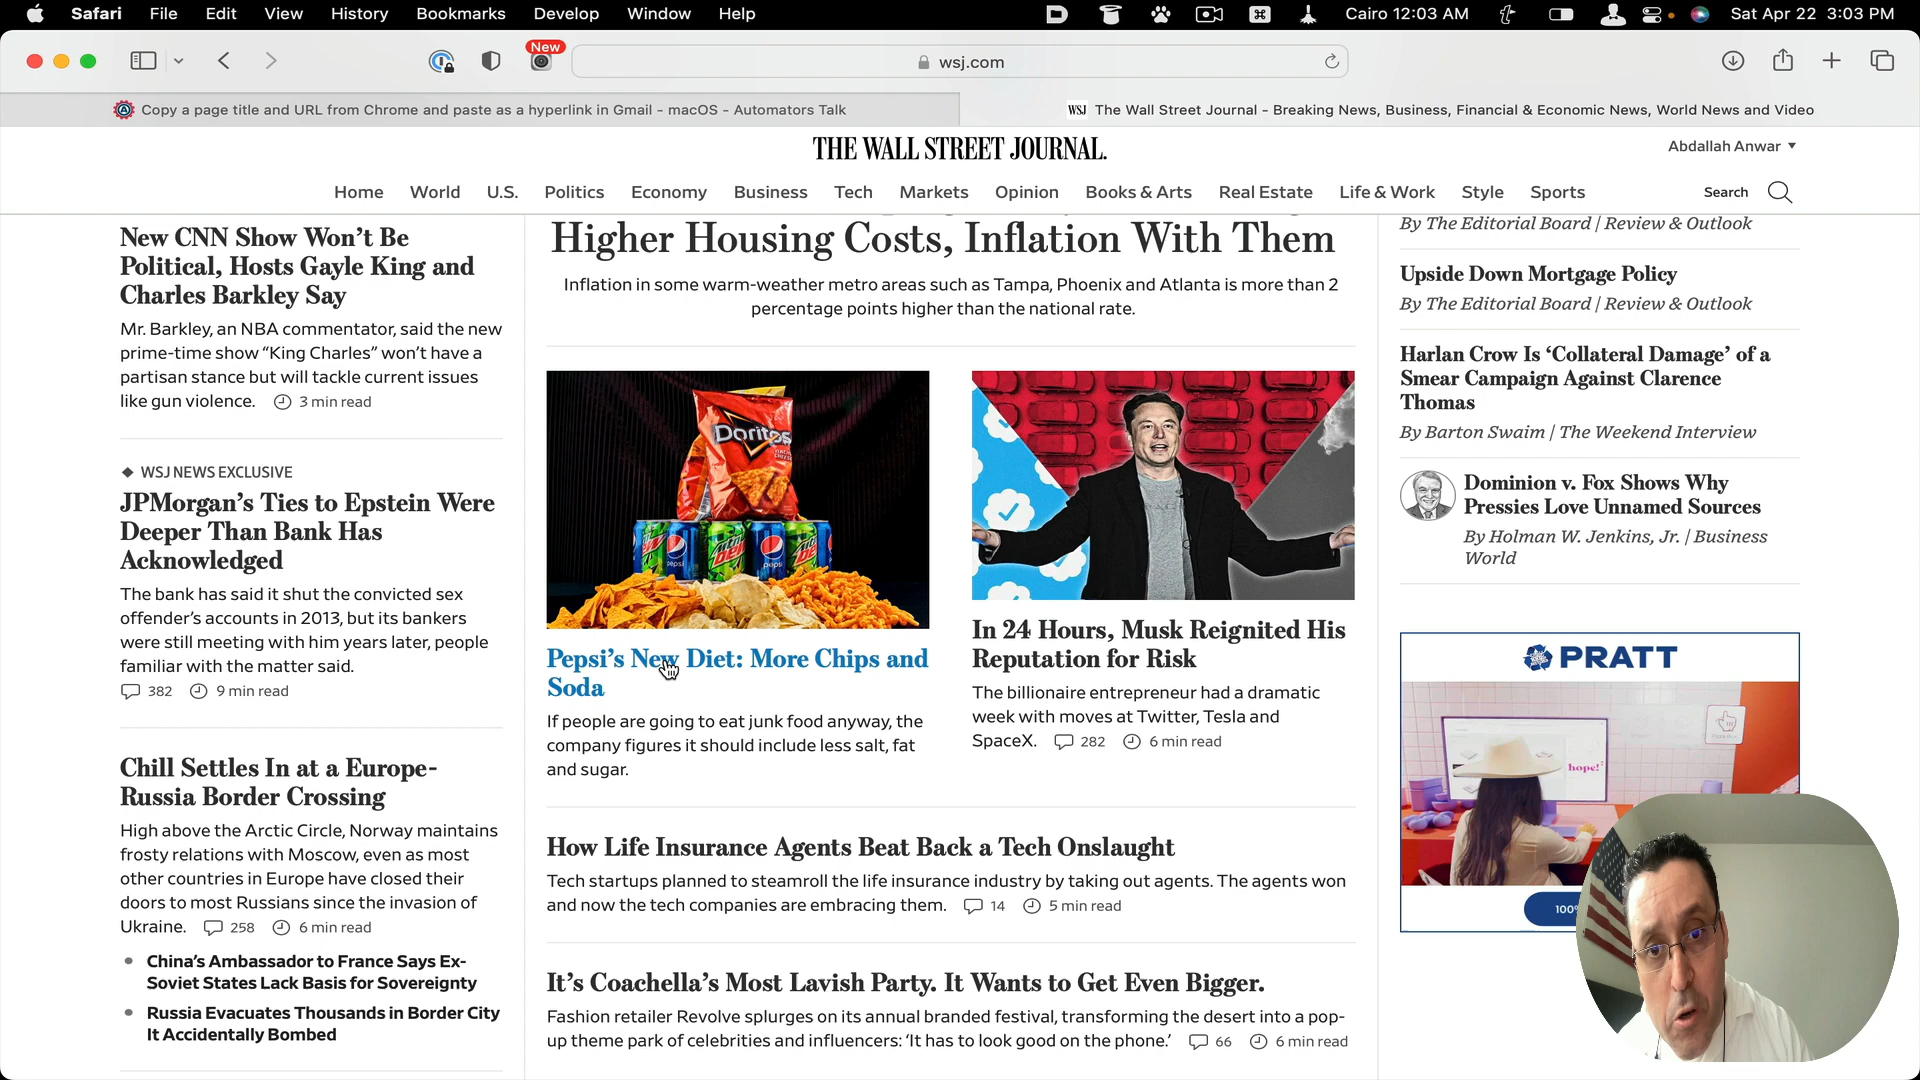 Safari File Edit View History Bookmarks Develop Window Help
Cairo 12:03 AM
Sat Apr 22 3:03 PM
New
wsj.com
Copy a page title and URL from Chrome and paste as a hyperlink in Gmail - macOS - Automators Talk
WSJ The Wall Street Journal - Breaking News, Business, Financial & Economic News, World News and Video
THE WALL STREET JOURNAL.
Abdallah Anwar
Home World U.S. Politics Economy Business Tech Markets Opinion Books & Arts Real Estate Life & Work Style Sports
Search
New CNN Show Won’t Be
Political, Hosts Gayle King and
Charles Barkley Say
Mr. Barkley, an NBA commentator, said the new
prime-time show “King Charles” won’t have a
partisan stance but will tackle current issues
like gun violence. 3 min read
WSJ NEWS EXCLUSIVE
JPMorgan’s Ties to Epstein Were
Deeper Than Bank Has
Acknowledged
The bank has said it shut the convicted sex
offender’s accounts in 2013, but its bankers
were still meeting with him years later, people
familiar with the matter said.
382 9 min read
Chill Settles In at a Europe-
Russia Border Crossing
High above the Arctic Circle, Norway maintains
frosty relations with Moscow, even as most
other countries in Europe have closed their
doors to most Russians since the invasion of
Ukraine. 258 6 min read
China’s Ambassador to France Says Ex-
Soviet States Lack Basis for Sovereignty
Russia Evacuates Thousands in Border City
It Accidentally Bombed
Higher Housing Costs, Inflation With Them
Inflation in some warm-weather metro areas such as Tampa, Phoenix and Atlanta is more than 2
percentage points higher than the national rate.
Doritos
mtn DEW
pepsi
mtn DEW
pepsi
mtn DEW
Pepsi’s New Diet: More Chips and
Soda
If people are going to eat junk food anyway, the
company figures it should include less salt, fat
and sugar.
In 24 Hours, Musk Reignited His
Reputation for Risk
The billionaire entrepreneur had a dramatic
week with moves at Twitter, Tesla and
SpaceX. 282 6 min read
How Life Insurance Agents Beat Back a Tech Onslaught
Tech startups planned to steamroll the life insurance industry by taking out agents. The agents won
and now the tech companies are embracing them. 14 5 min read
It’s Coachella’s Most Lavish Party. It Wants to Get Even Bigger.
Fashion retailer Revolve splurges on its annual branded festival, transforming the desert into a pop-
up theme park of celebrities and influencers: ‘It has to look good on the phone.’ 66 6 min read
By The Editorial Board | Review & Outlook
Upside Down Mortgage Policy
By The Editorial Board | Review & Outlook
Harlan Crow Is ‘Collateral Damage’ of a
Smear Campaign Against Clarence
Thomas
By Barton Swaim | The Weekend Interview
Dominion v. Fox Shows Why
Pressies Love Unnamed Sources
By Holman W. Jenkins, Jr. | Business
World
PRATT
hope!
100%